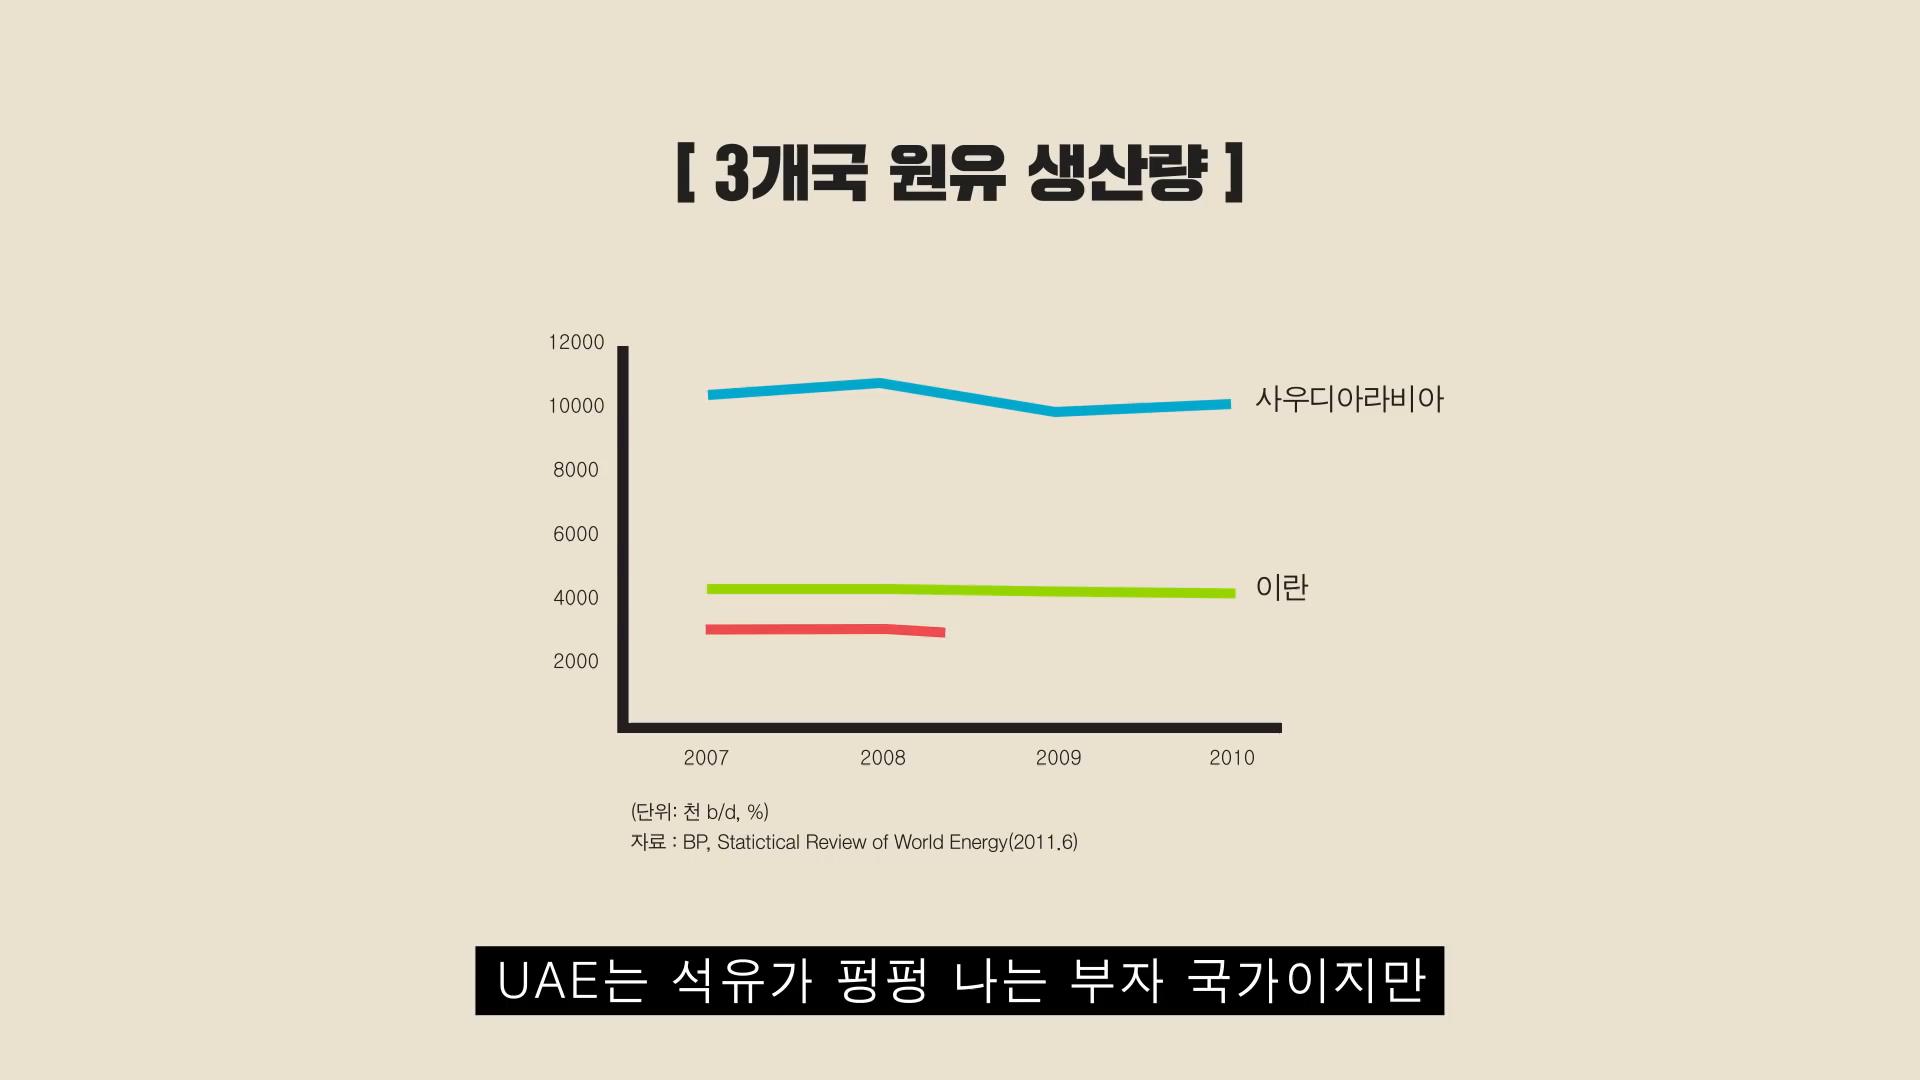 [ 3개국 원유 생산량 ]
12000
10000
8000
6000
4000
2000
사우디아라비아
이란
2007 2008 2009 2010
(단위: 천 b/d, %)
자료 : BP, Statictical Review of World Energy(2011.6)
UAE는 석유가 펑펑 나는 부자 국가이지만